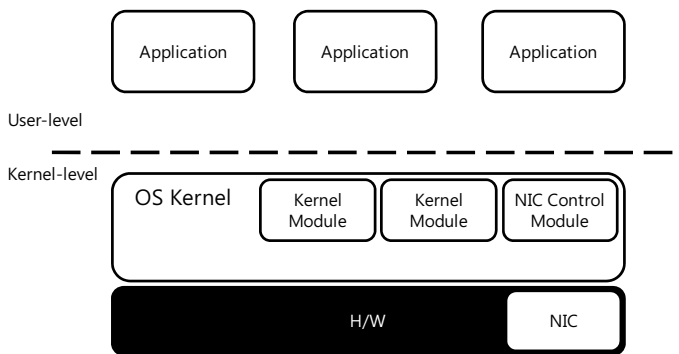 Application
Application
Application
User-level
Kernel-level
OS Kernel
Kernel
Module
Kernel
Module
NIC Control
Module
H/W
NIC